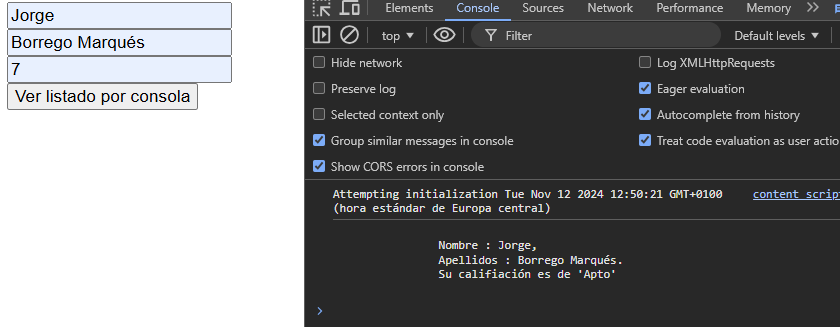 Jorge
Borrego Marqués
7
Ver listado por consola
Elements Console Sources Network Performance Memory
top Filter Default levels
Hide network Log XMLHttpRequests
Preserve log Eager evaluation
Selected context only Autocomplete from history
Group similar messages in console Treat code evaluation as user
Show CORS errors in console
Attempting initialization Tue Nov 12 2024 12:50:21 GMT+0100 content
(hora estándar de Europa central)
Nombre : Jorge,
Apellidos : Borrego Marqués.
Su califiación es de 'Apto'